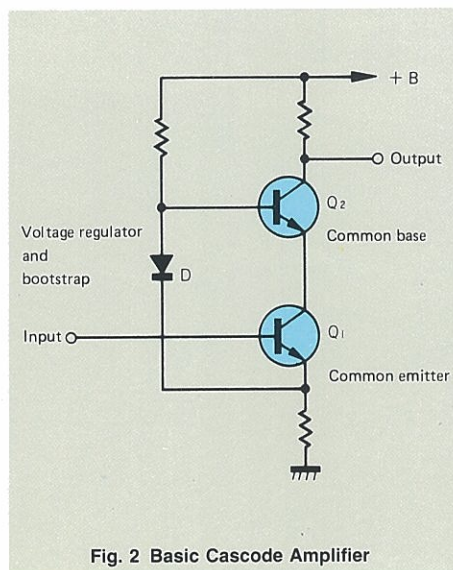 + B
Output
Q2
Common base
Voltage regulator
and
bootstrap
D
Input
Q1
Common emitter
Fig. 2 Basic Cascode Amplifier